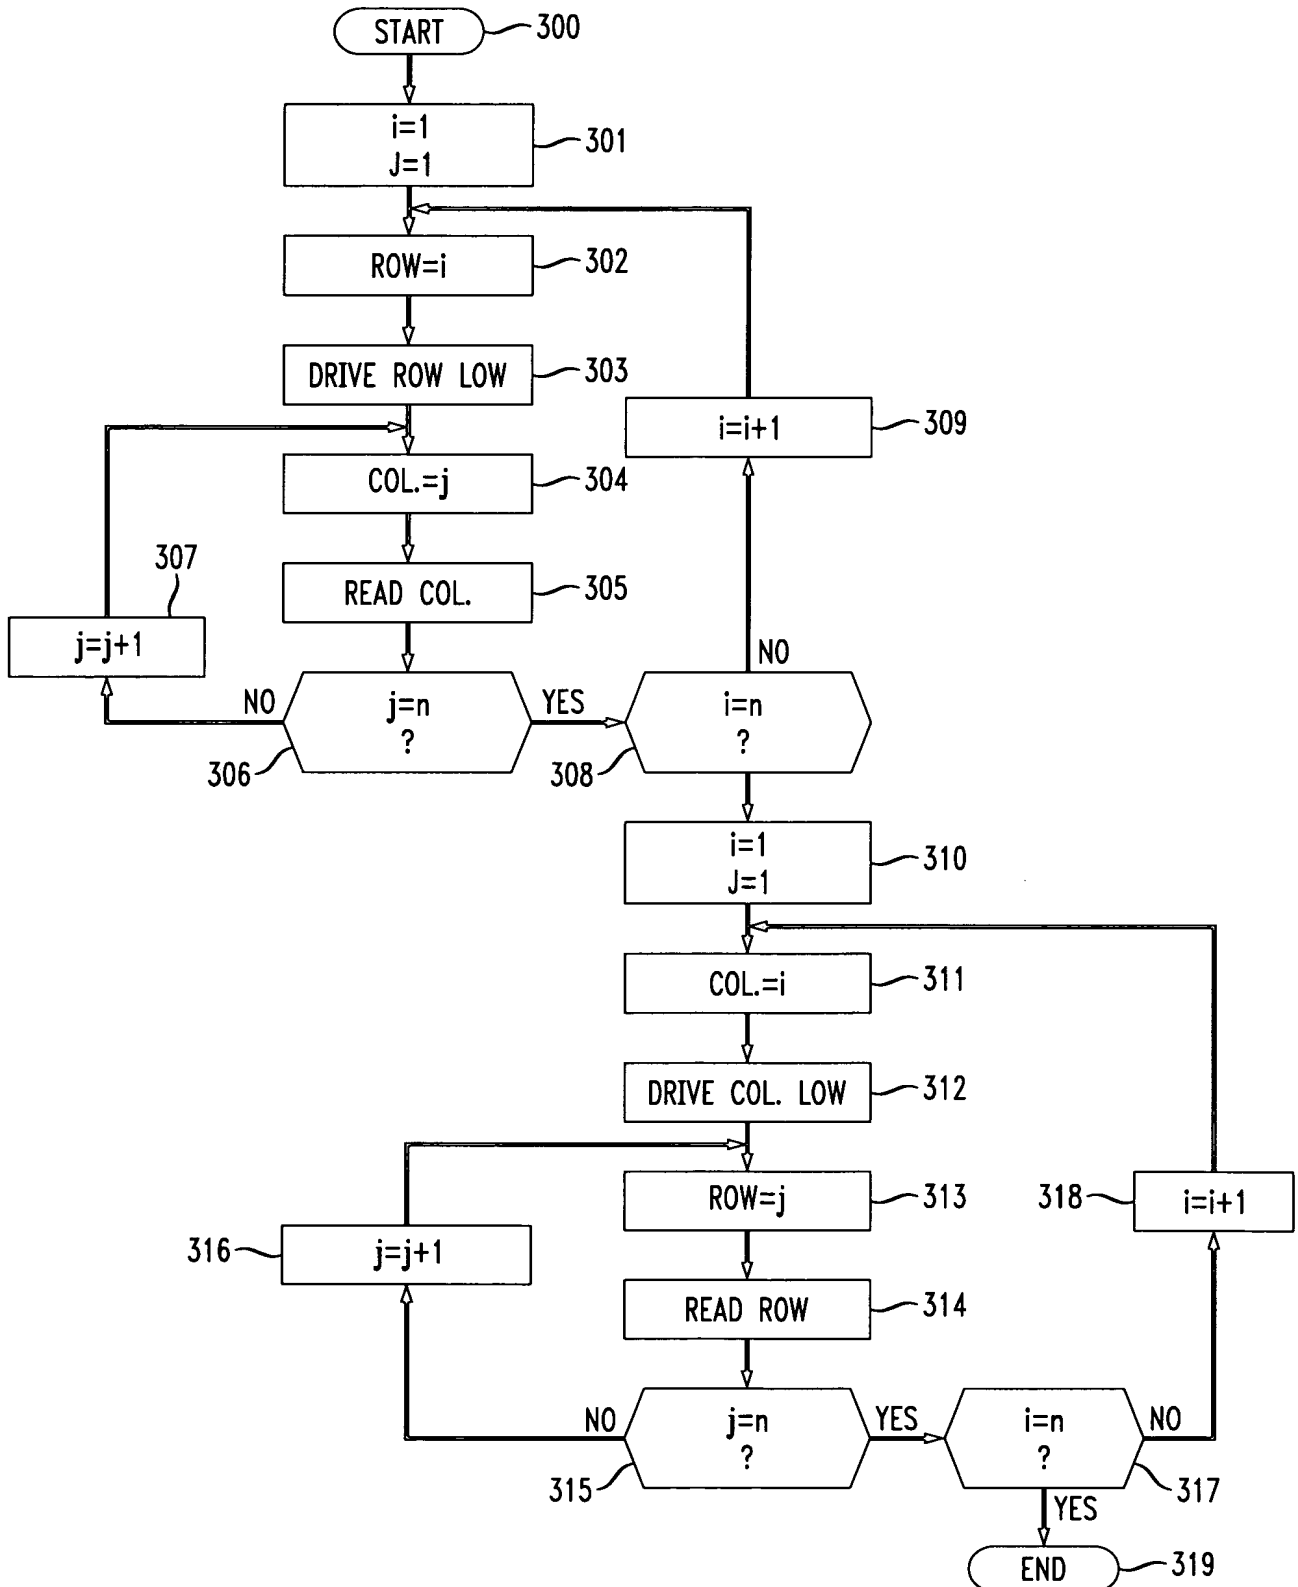 START
300
i=1
J=1
301
ROW=i
302
DRIVE ROW LOW
303
i=i+1
309
COL.=j
304
307
READ COL.
305
j=j+1
NO
NO
j=n
?
YES
i=n
?
306
308
i=1
J=1
310
COL.=i
311
DRIVE COL. LOW
312
ROW=j
313
318
i=i+1
316
j=j+1
READ ROW
314
NO
j=n
?
YES
i=n
?
NO
315
317
YES
END
319